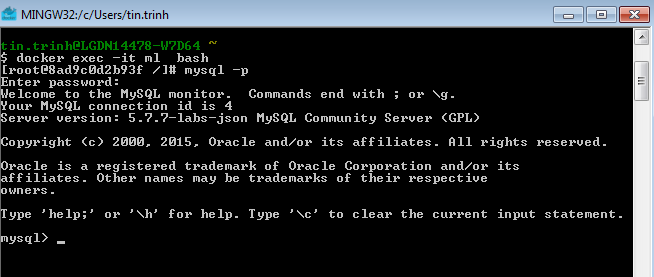 MINGW32:/c/Users/tin.trinh
tin.trinh@LGDN14478-W7D64 ~
$ docker exec -it ml  bash
[root@8ad9c0d2b93f /]# mysql -p
Enter password:
Welcome to the MySQL monitor.  Commands end with ; or \g.
Your MySQL connection id is 4
Server version: 5.7.7-labs-json MySQL Community Server (GPL)
Copyright (c) 2000, 2015, Oracle and/or its affiliates. All rights reserved.
Oracle is a registered trademark of Oracle Corporation and/or its
affiliates. Other names may be trademarks of their respective
owners.
Type 'help;' or '\h' for help. Type '\c' to clear the current input statement.
mysql> _